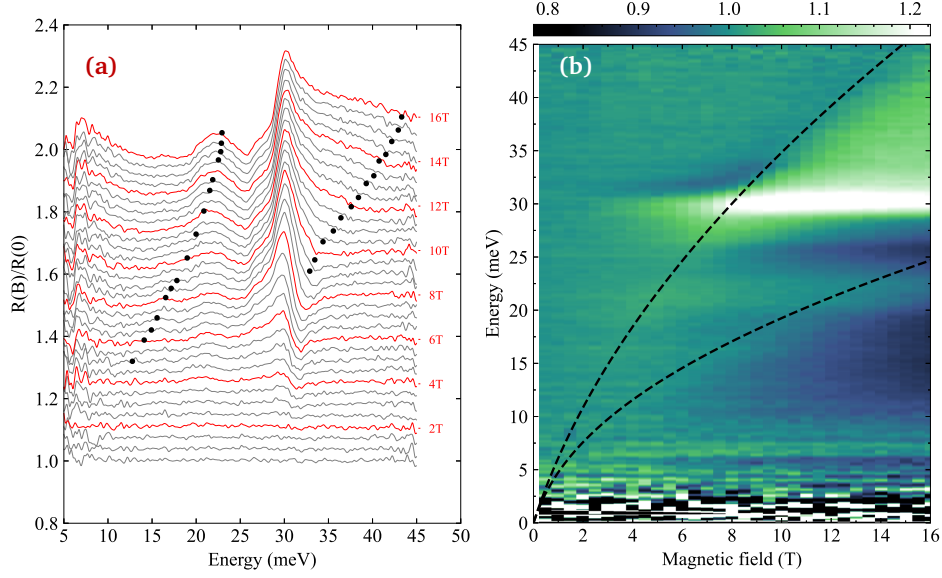 (a)
2.4
2.2
2.0
1.8
1.6
1.4
1.2
1.0
0.8
R(B)/R(0)
5 10 15 20 25 30 35 40 45 50
Energy (meV)
16T
14T
12T
10T
8T
6T
4T
2T
0.8 0.9 1.0 1.1 1.2
(b)
45
40
35
30
25
20
15
10
5
0
Energy (meV)
0 2 4 6 8 10 12 14 16
Magnetic field (T)